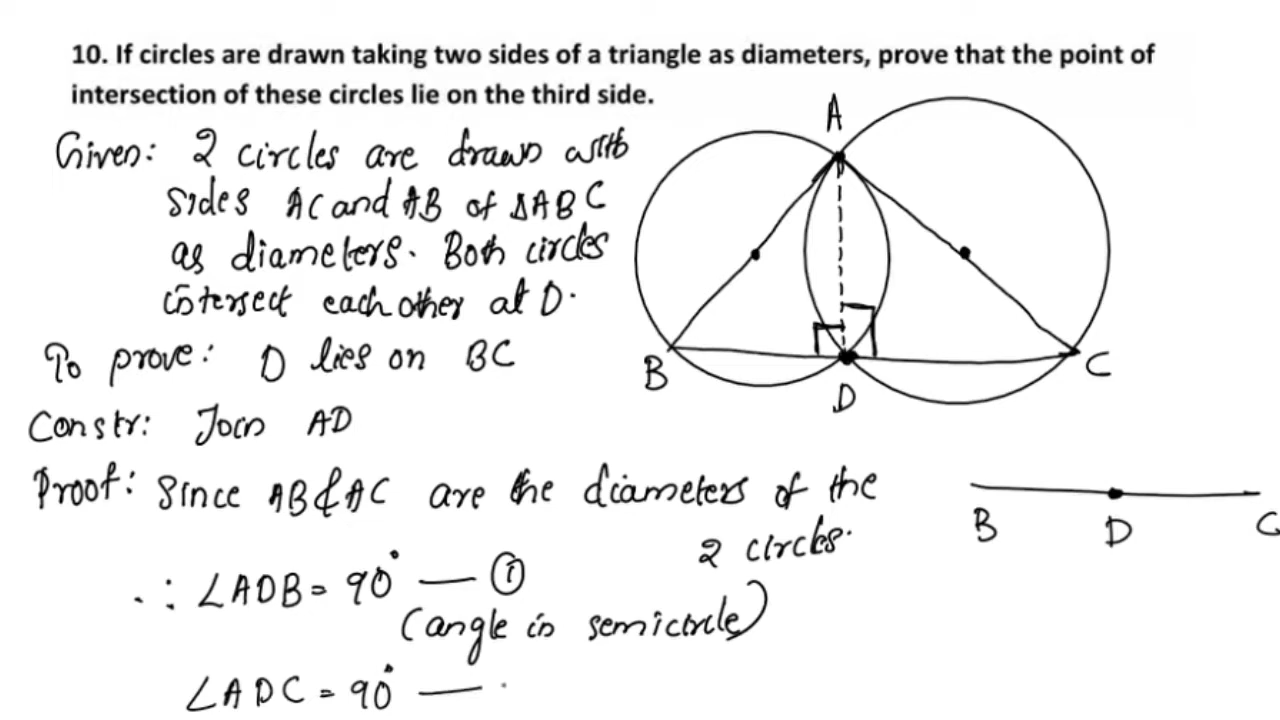 10. If circles are drawn taking two sides of a triangle as diameters, prove that the point of
intersection of these circles lie on the third side.
Given: 2 circles are drawn with
sides AC and AB of ΔABC
as diameters. Both circles
intersect each other at D.
To prove: D lies on BC
Constr: Join AD
Proof: Since AB & AC are the diameters of the
2 circles.
∴ ∠ADB = 90° — ①
(angle in semicircle)
∠ADC = 90° —
A
B
D
C
B
D
C